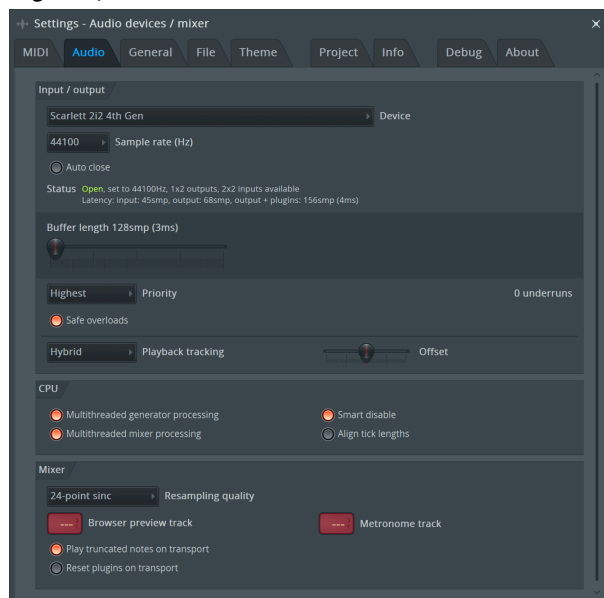 Settings - Audio devices / mixer
MIDI Audio General File Theme Project Info Debug About
Input / output
Scarlett 2i2 4th Gen Device
44100 Sample rate (Hz)
Auto close
Status Open, set to 44100Hz, 1x2 outputs, 2x2 inputs available
Latency: input: 45smp, output: 68smp, output + plugins: 156smp (4ms)
Buffer length 128smp (3ms)
Highest Priority 0 underruns
Safe overloads
Hybrid Playback tracking Offset
CPU
Multithreaded generator processing Smart disable
Multithreaded mixer processing Align tick lengths
Mixer
24-point sinc Resampling quality
--- Browser preview track --- Metronome track
Play truncated notes on transport
Reset plugins on transport